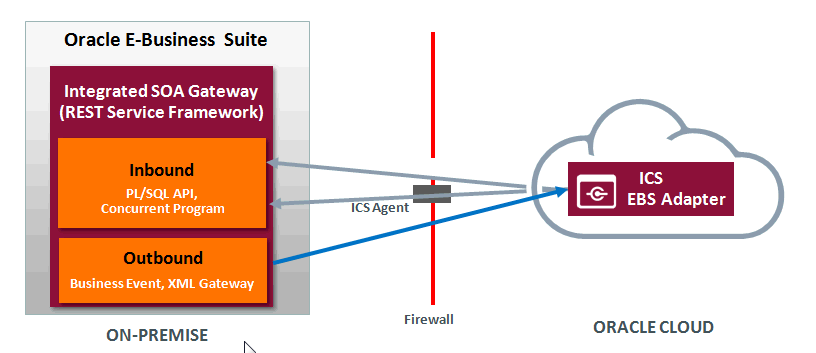 Oracle E-Business Suite
Integrated SOA Gateway
(REST Service Framework)
Inbound
PL/SQL API,
Concurrent Program
Outbound
Business Event, XML Gateway
ON-PREMISE
ICS Agent
Firewall
ICS
EBS Adapter
ORACLE CLOUD